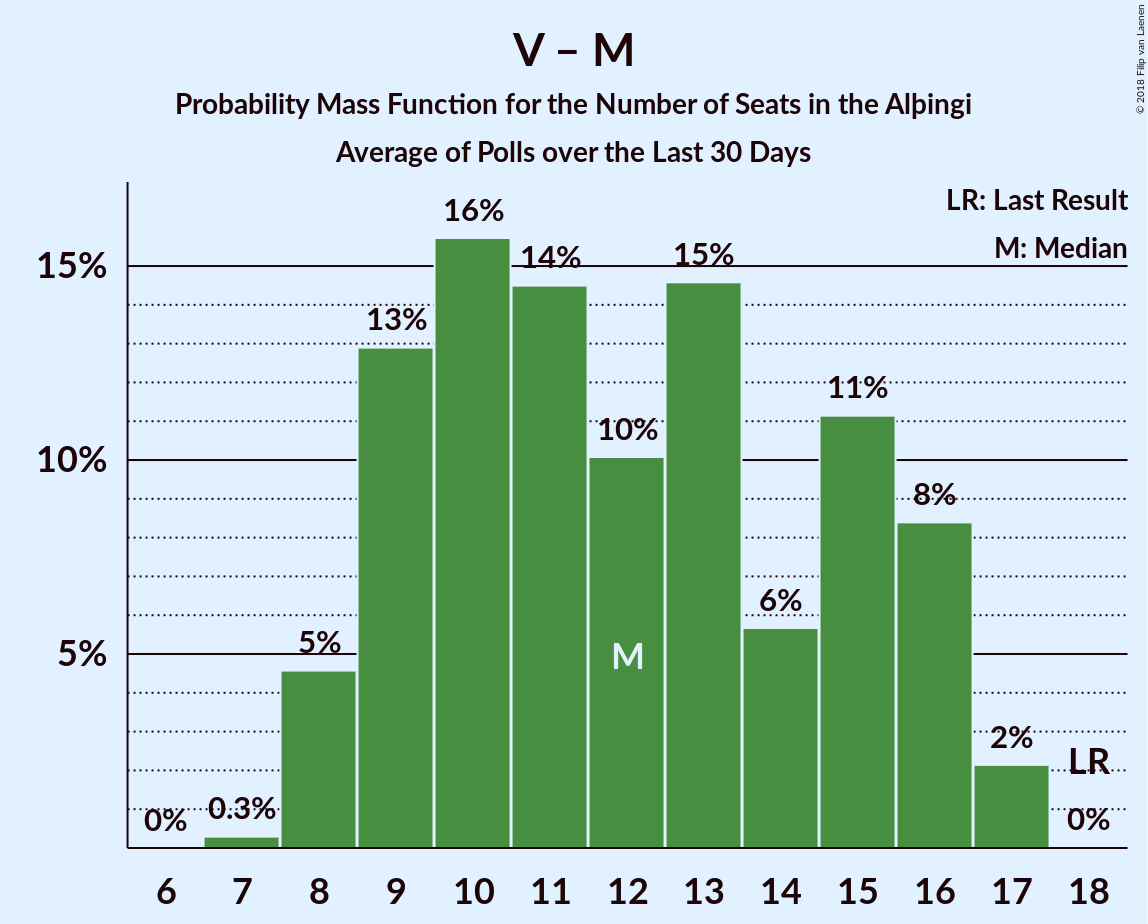 V – M
Probability Mass Function for the Number of Seats in the Alþingi
Average of Polls over the Last 30 Days
© 2018 Filip van Laenen
LR: Last Result
M: Median
15%
10%
5%
0%
0.3%
5%
13%
16%
14%
10%
15%
6%
11%
8%
2%
0%
M
LR
6 7 8 9 10 11 12 13 14 15 16 17 18